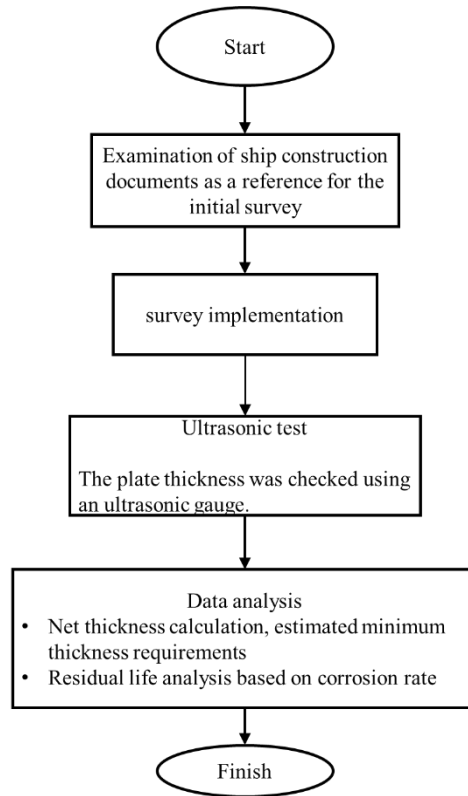 Start
Examination of ship construction
documents as a reference for the
initial survey
survey implementation
Ultrasonic test
The plate thickness was checked using
an ultrasonic gauge.
Data analysis
• Net thickness calculation, estimated minimum
thickness requirements
• Residual life analysis based on corrosion rate
Finish